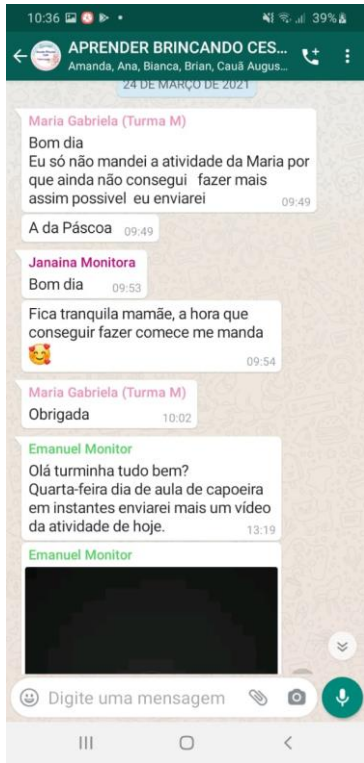 10:36
39%
APRENDER BRINCANDO CES...
Amanda, Ana, Bianca, Brian, Cauã Augus...
24 DE MARÇO DE 2021
Maria Gabriela (Turma M)
Bom dia
Eu só não mandei a atividade da Maria por
que ainda não consegui fazer mais
assim possivel eu enviarei
09:49
A da Páscoa 09:49
Janaina Monitora
Bom dia 09:53
Fica tranquila mamãe, a hora que
conseguir fazer comece me manda
09:54
Maria Gabriela (Turma M)
Obrigada 10:02
Emanuel Monitor
Olá turminha tudo bem?
Quarta-feira dia de aula de capoeira
em instantes enviarei mais um vídeo
da atividade de hoje. 13:19
Emanuel Monitor
Digite uma mensagem